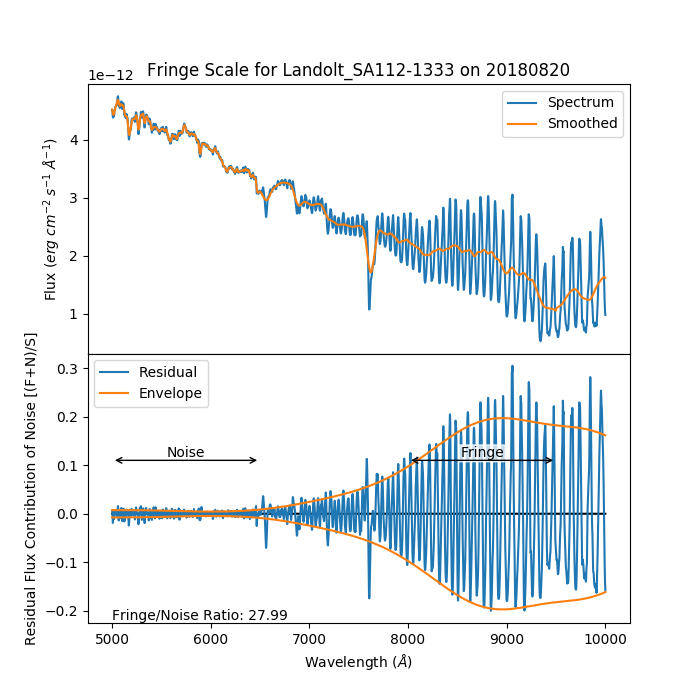 Fringe Scale for Landolt_SA112-1333 on 20180820
1e−12
Spectrum
Smoothed
4
3
2
1
Flux (erg cm⁻² s⁻¹ Å⁻¹)
Residual
Envelope
0.3
0.2
0.1
0.0
−0.1
−0.2
Residual Flux Contribution of Noise [(F+N)/S]
Noise
Fringe
Fringe/Noise Ratio: 27.99
5000 6000 7000 8000 9000 10000
Wavelength (Å)